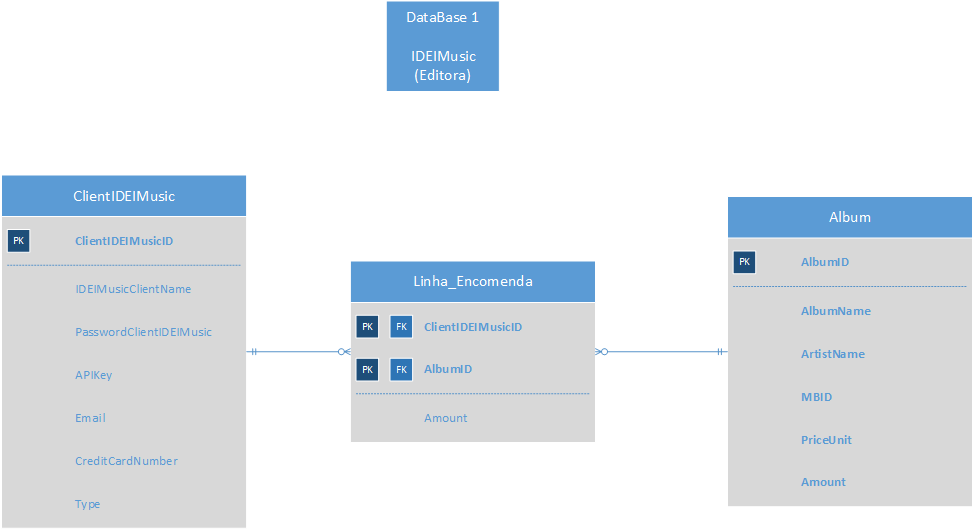 DataBase 1
IDEIMusic
(Editora)
ClientIDEIMusic
PK ClientIDEIMusicID
IDEIMusicClientName
PasswordClientIDEIMusic
APIKey
Email
CreditCardNumber
Type
Linha_Encomenda
PK FK ClientIDEIMusicID
PK FK AlbumID
Amount
Album
PK AlbumID
AlbumName
ArtistName
MBID
PriceUnit
Amount